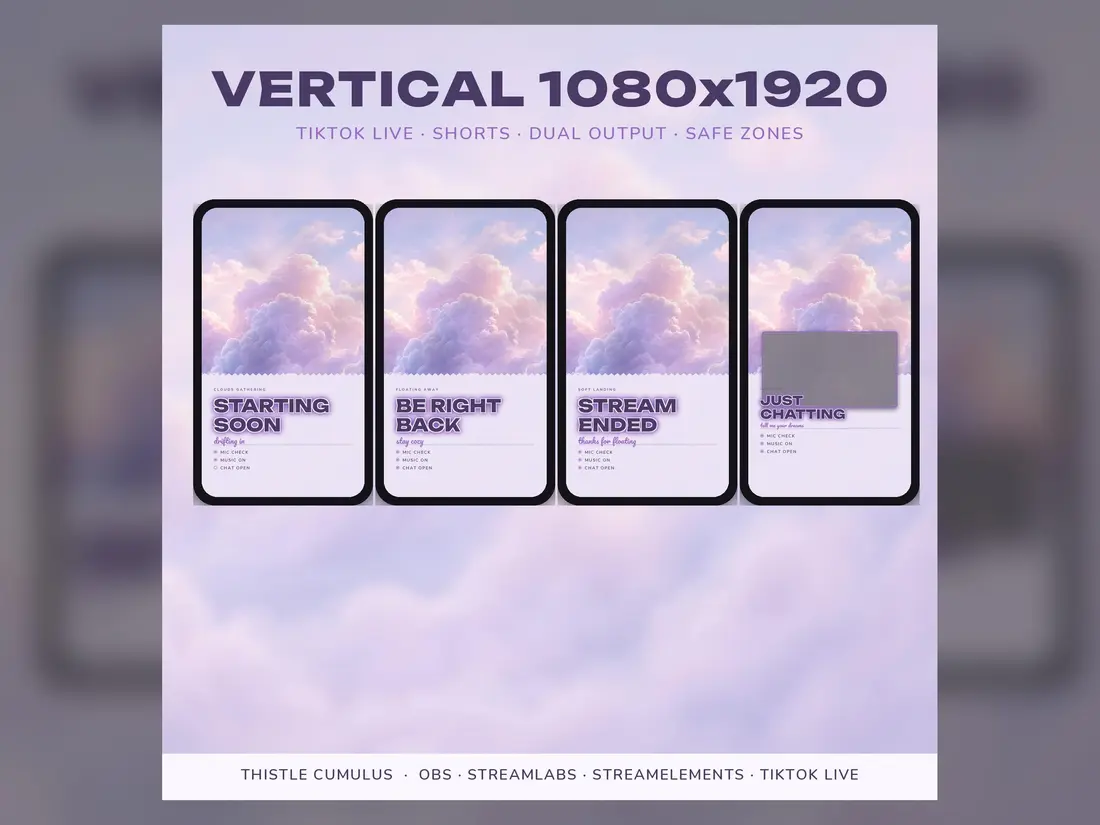 VERTICAL 1080x1920
TIKTOK LIVE · SHORTS · DUAL OUTPUT · SAFE ZONES
CLOUDS GATHERING
STARTING
SOON
drifting in
MIC CHECK
MUSIC ON
CHAT OPEN
FLOATING AWAY
BE RIGHT
BACK
stay cozy
MIC CHECK
MUSIC ON
CHAT OPEN
SOFT LANDING
STREAM
ENDED
thanks for floating
MIC CHECK
MUSIC ON
CHAT OPEN
JUST
CHATTING
tell me your dreams
MIC CHECK
MUSIC ON
CHAT OPEN
THISTLE CUMULUS · OBS · STREAMLABS · STREAMELEMENTS · TIKTOK LIVE